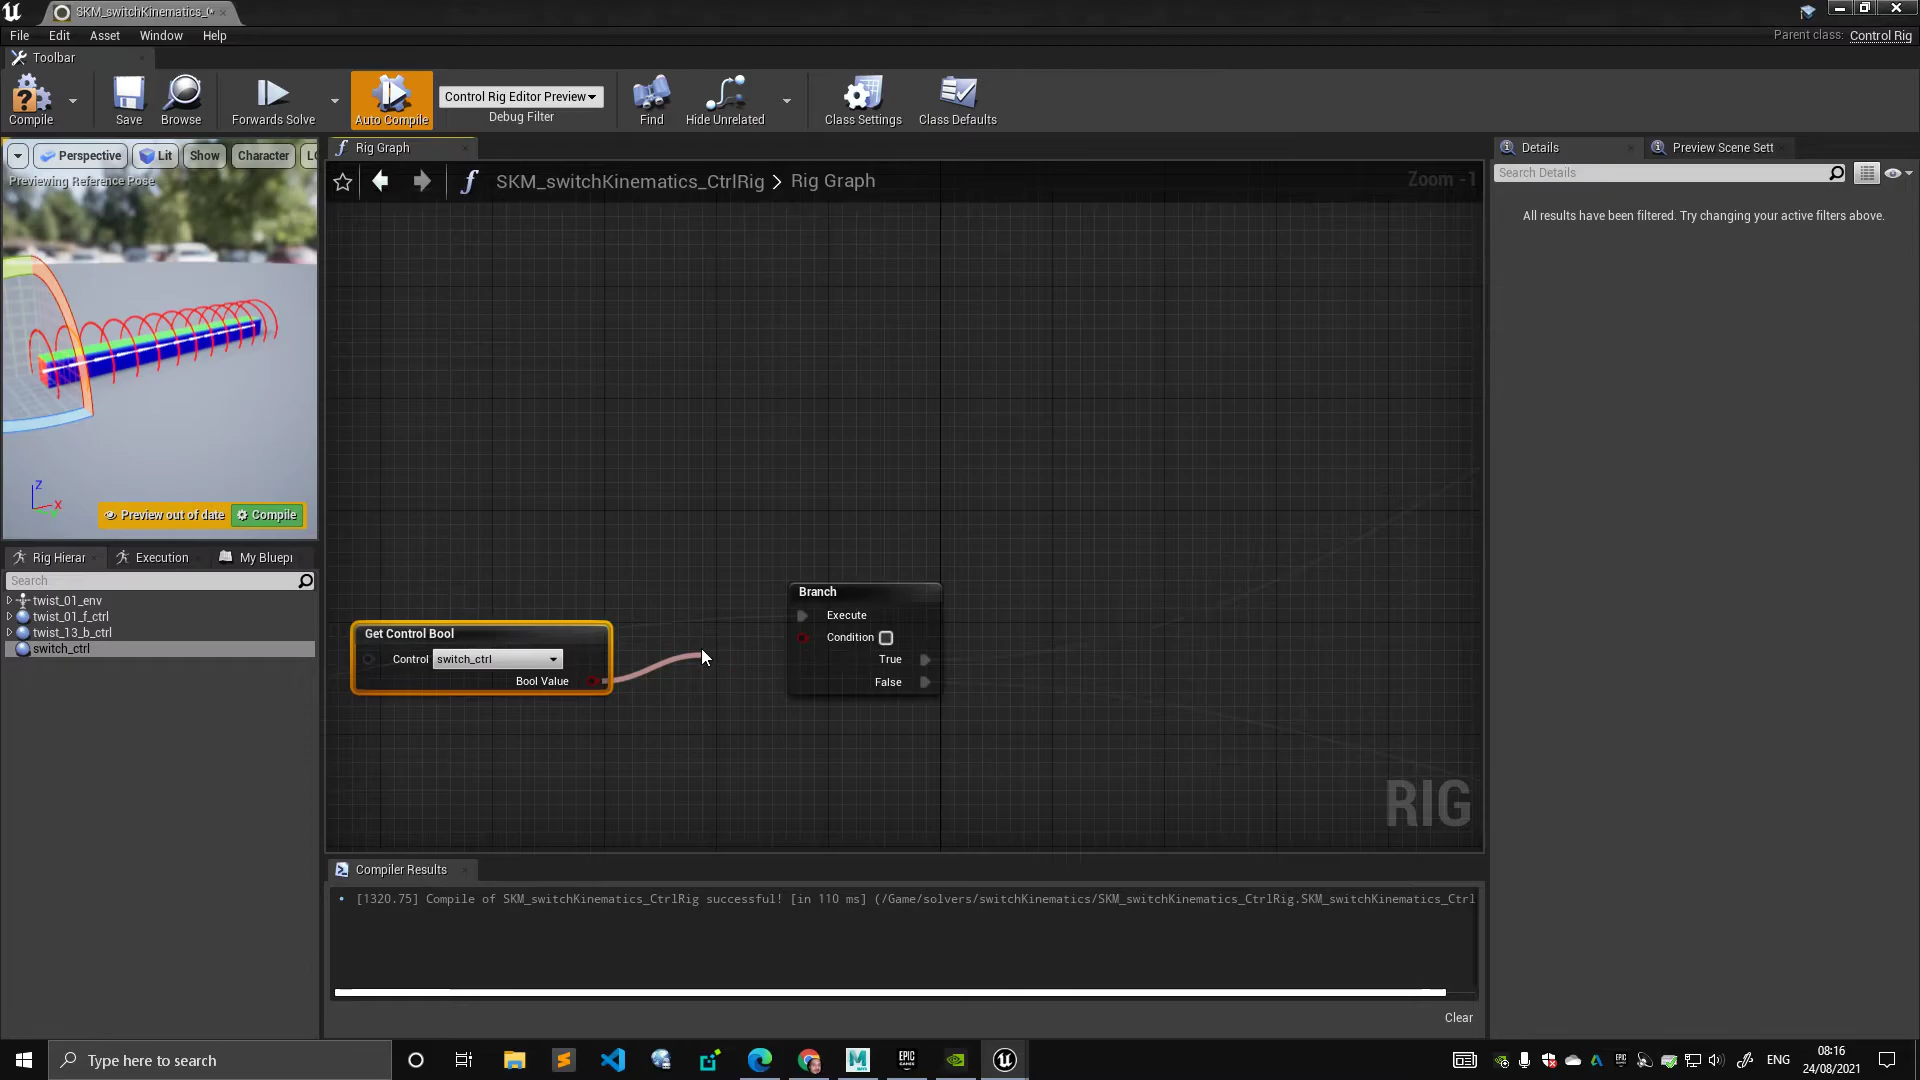 SKM_switchKinematics_(*
File Edit Asset Window Help
Parent class: Control Rig
Toolbar
Compile
Save
Browse
Forwards Solve
Auto Compile
Control Rig Editor Preview
Debug Filter
Find
Hide Unrelated
Class Settings
Class Defaults
Perspective
Lit
Show
Character
LO
Previewing Reference Pose
Z
X
Preview out of date
Compile
Rig Hierar
Execution
My Bluepi
Search
twist_01_env
twist_01_f_ctrl
twist_13_b_ctrl
switch_ctrl
Rig Graph
SKM_switchKinematics_CtrlRig > Rig Graph
Zoom -1
Get Control Bool
Control switch_ctrl
Bool Value
Branch
Execute
Condition
True
False
RIG
Compiler Results
[1320.75] Compile of SKM_switchKinematics_CtrlRig successful! [in 110 ms] (/Game/solvers/switchKinematics/SKM_switchKinematics_CtrlRig.SKM_switchKinematics_Ctrl
Clear
Details
Preview Scene Sett
Search Details
All results have been filtered. Try changing your active filters above.
Type here to search
EPIC
GAMES
ENG
08:16
24/08/2021